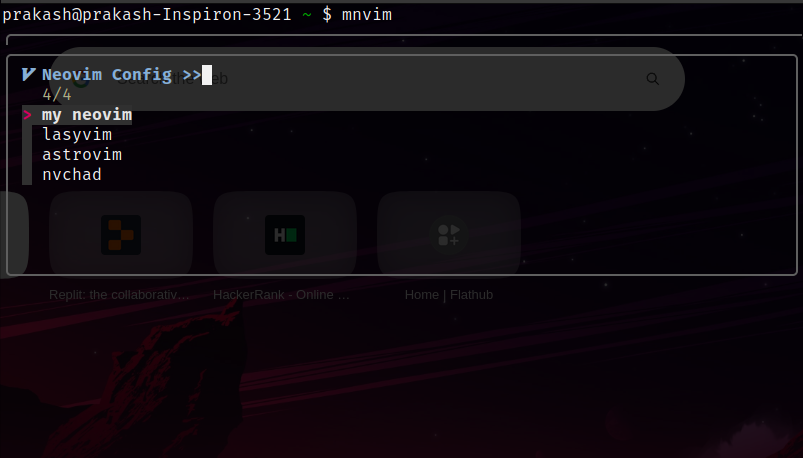 prakash@prakash-Inspiron-3521 ~ $ mnvim
Neovim Config >>
4/4
> my neovim
lasyvim
astrovim
nvchad
H
Replit: the collaborativ…
HackerRank - Online …
Home | Flathub